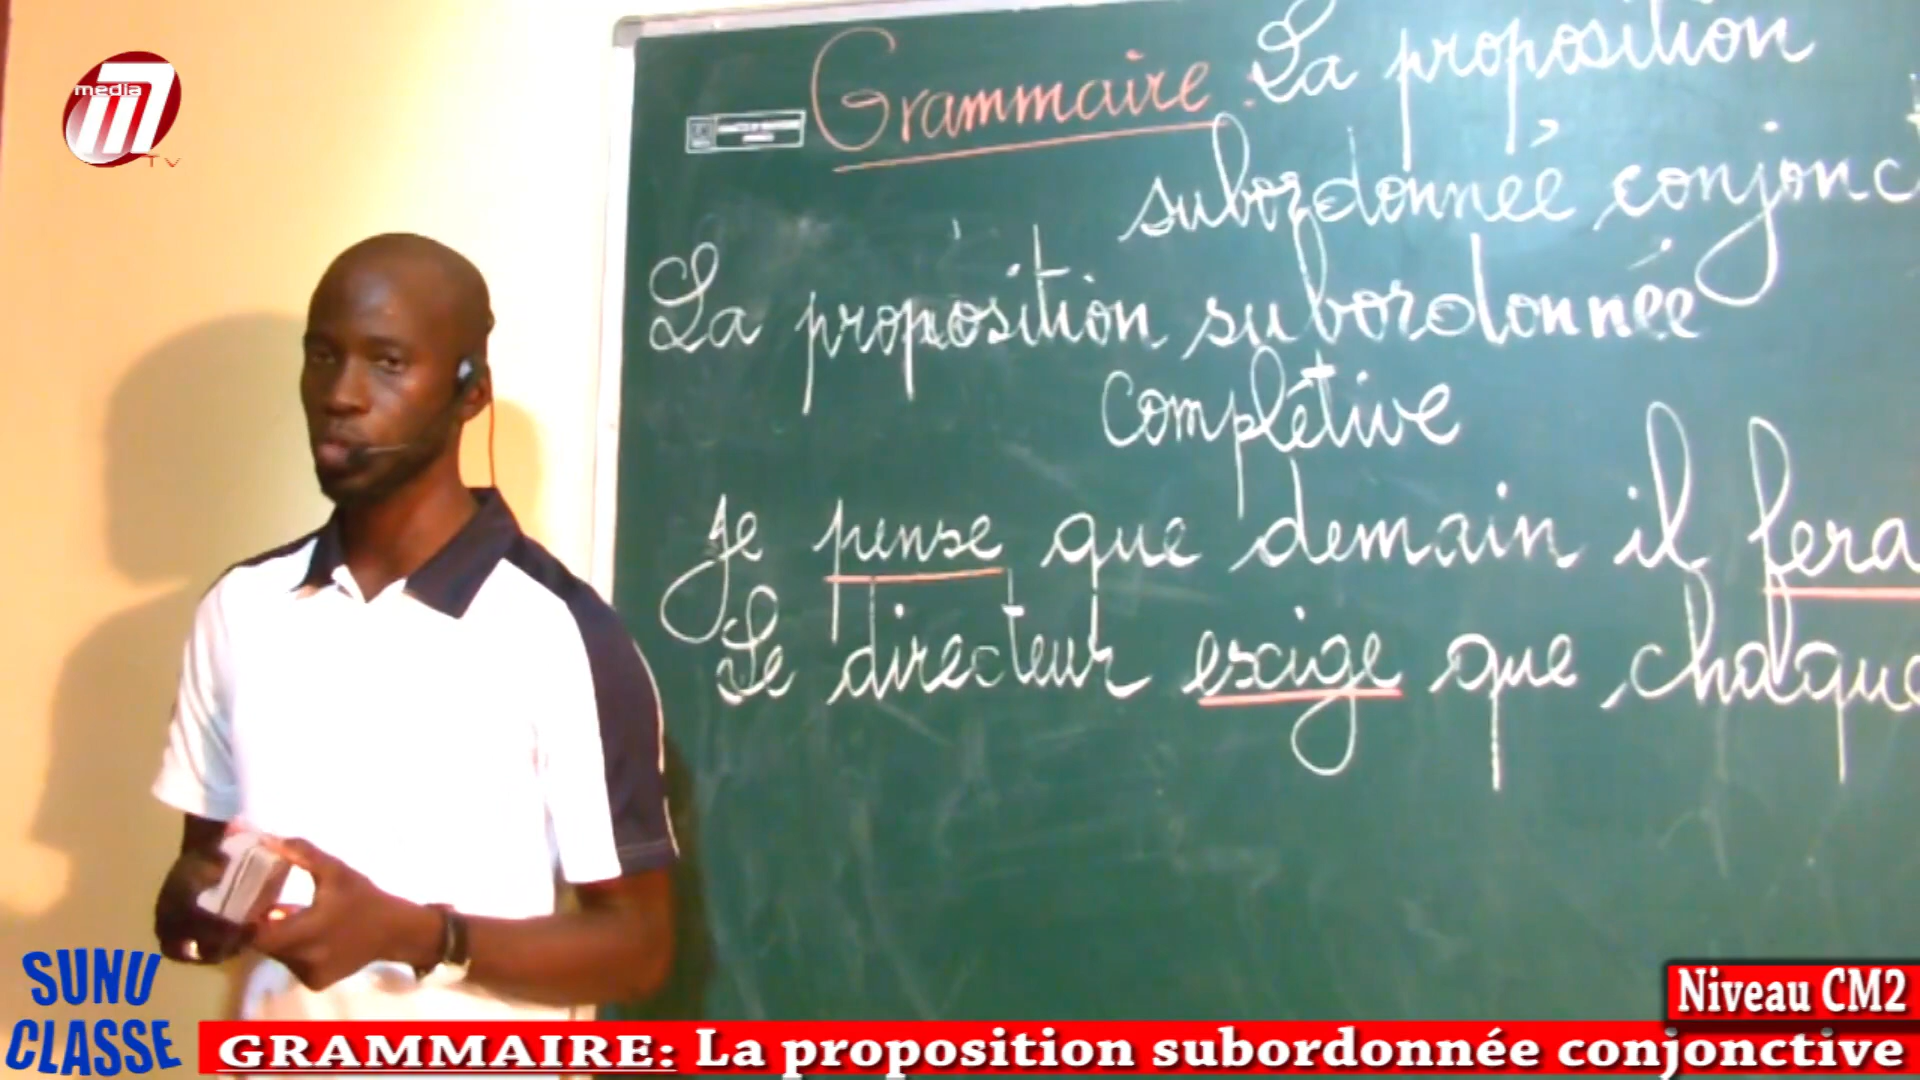 media
M7
TV
Grammaire : La proposition
subordonnée conjonc
La proposition subordonnée
complétive
Je pense que demain il fera
Le directeur exige que chaque
SUNU
CLASSE
Niveau CM2
GRAMMAIRE: La proposition subordonnée conjonctive